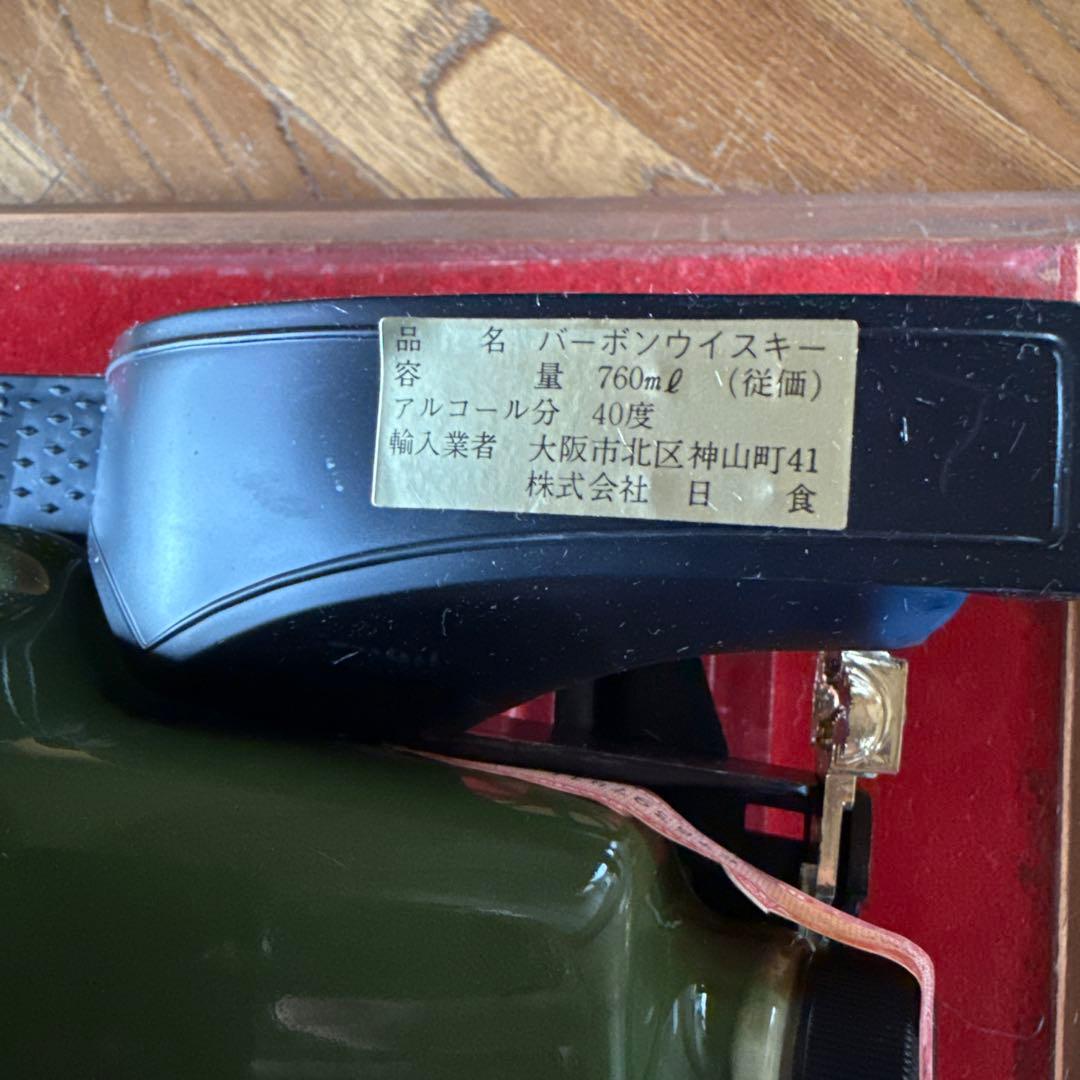 品名 バーボンウイスキー
容量 760mℓ (従価)
アルコール分 40度
輸入業者 大阪市北区神山町41
株式会社 日食